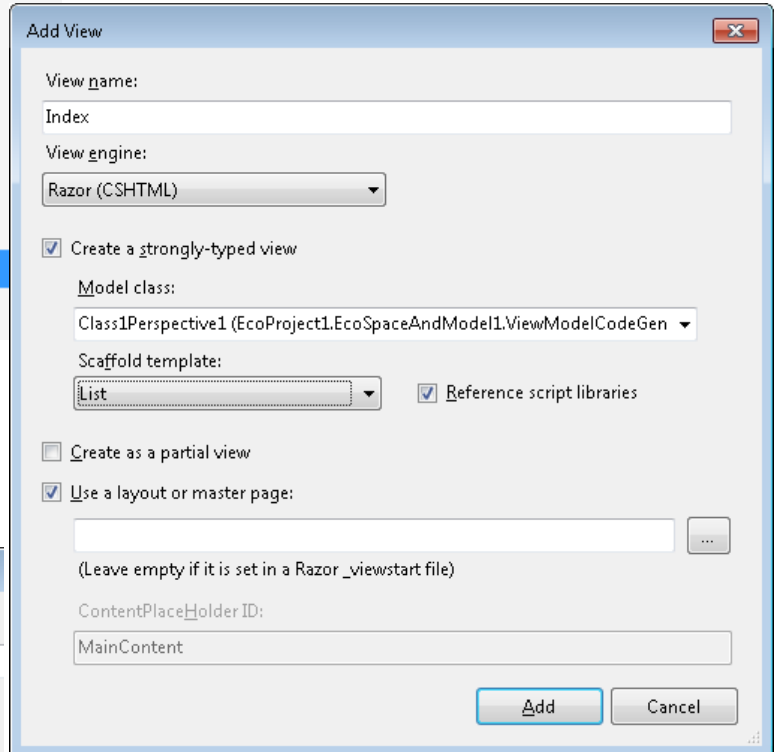 Add View
View name:
Index
View engine:
Razor (CSHTML)
Create a strongly-typed view
Model class:
Class1Perspective1 (EcoProject1.EcoSpaceAndModel1.ViewModelCodeGen
Scaffold template:
List
Reference script libraries
Create as a partial view
Use a layout or master page:
...
(Leave empty if it is set in a Razor _viewstart file)
ContentPlaceHolder ID:
MainContent
Add Cancel